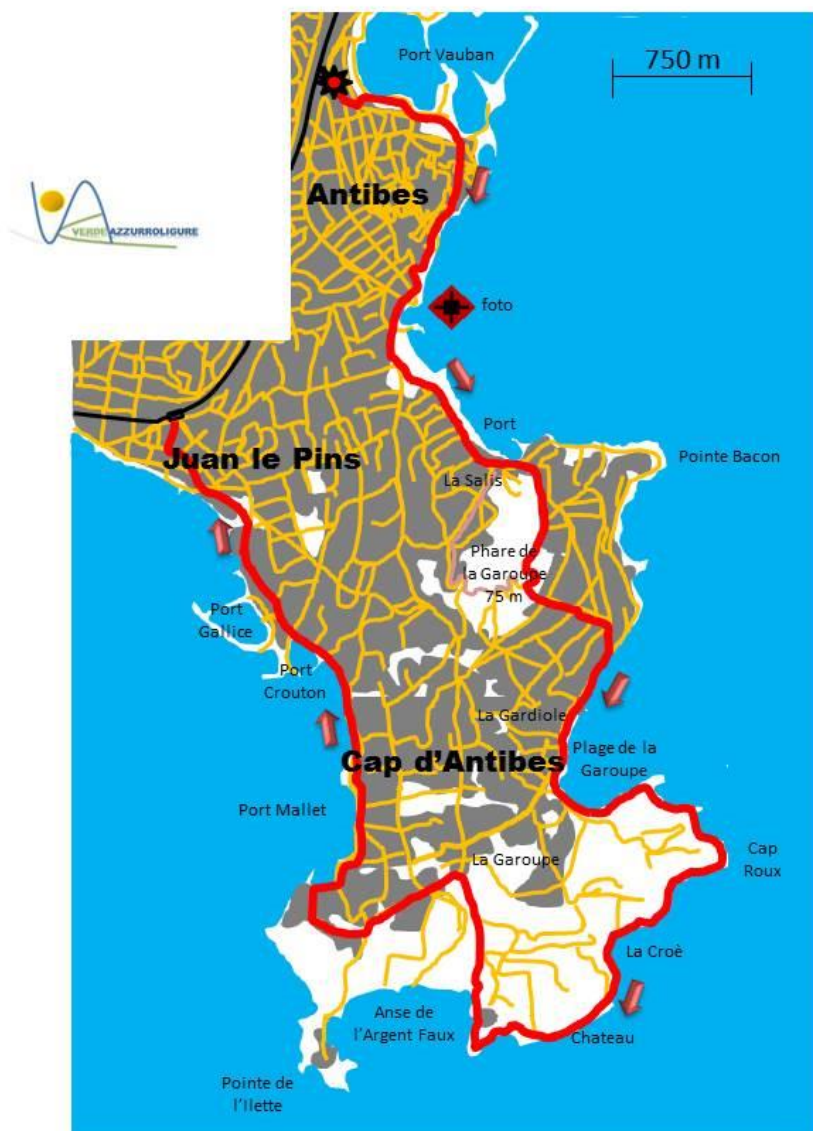 Port Vauban
750 m
Antibes
VERDEAZZURROLIGURE
foto
Port
Juan le Pins
Pointe Bacon
La Salis
Phare de
la Garoupe
75 m
Port
Gallice
Port
Crouton
La Gardiole
Plage de la
Garoupe
Cap d’Antibes
Port Mallet
La Garoupe
Cap
Roux
La Croè
Anse de
l’Argent Faux
Chateau
Pointe de
l’Ilette